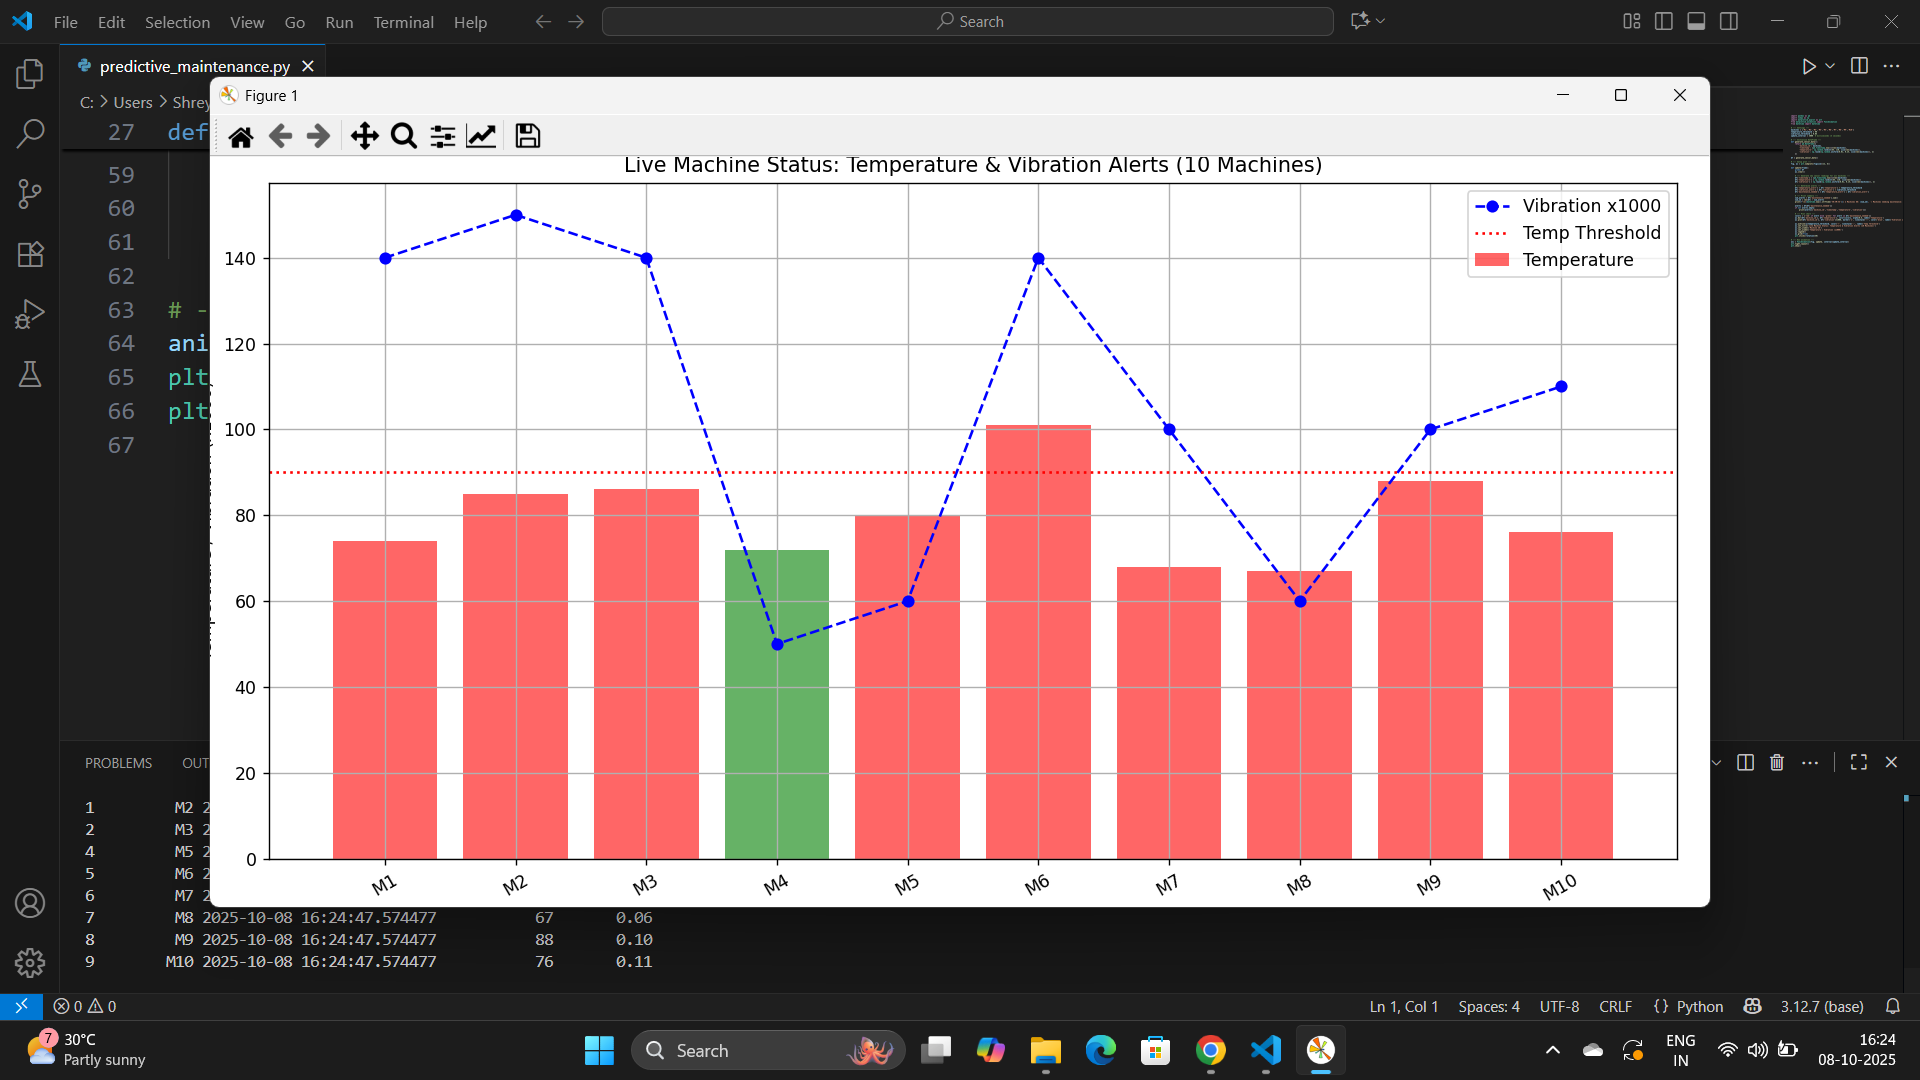 File Edit Selection View Go Run Terminal Help
Search
predictive_maintenance.py
C: > Users > Shrey
27 def
59
60
61
62
63 # -
64 ani
65 plt
66 plt
67
Figure 1
Live Machine Status: Temperature & Vibration Alerts (10 Machines)
Vibration x1000
Temp Threshold
Temperature
140
120
100
80
60
40
20
0
M1 M2 M3 M4 M5 M6 M7 M8 M9 M10
PROBLEMS OUT
1 M2 2
2 M3 2
4 M5 2
5 M6 2
6 M7 2
7 M8 2025-10-08 16:24:47.574477 67 0.06
8 M9 2025-10-08 16:24:47.574477 88 0.10
9 M10 2025-10-08 16:24:47.574477 76 0.11
0 0
Ln 1, Col 1 Spaces: 4 UTF-8 CRLF {} Python 3.12.7 (base)
7
30°C
Partly sunny
Search
ENG
IN
16:24
08-10-2025